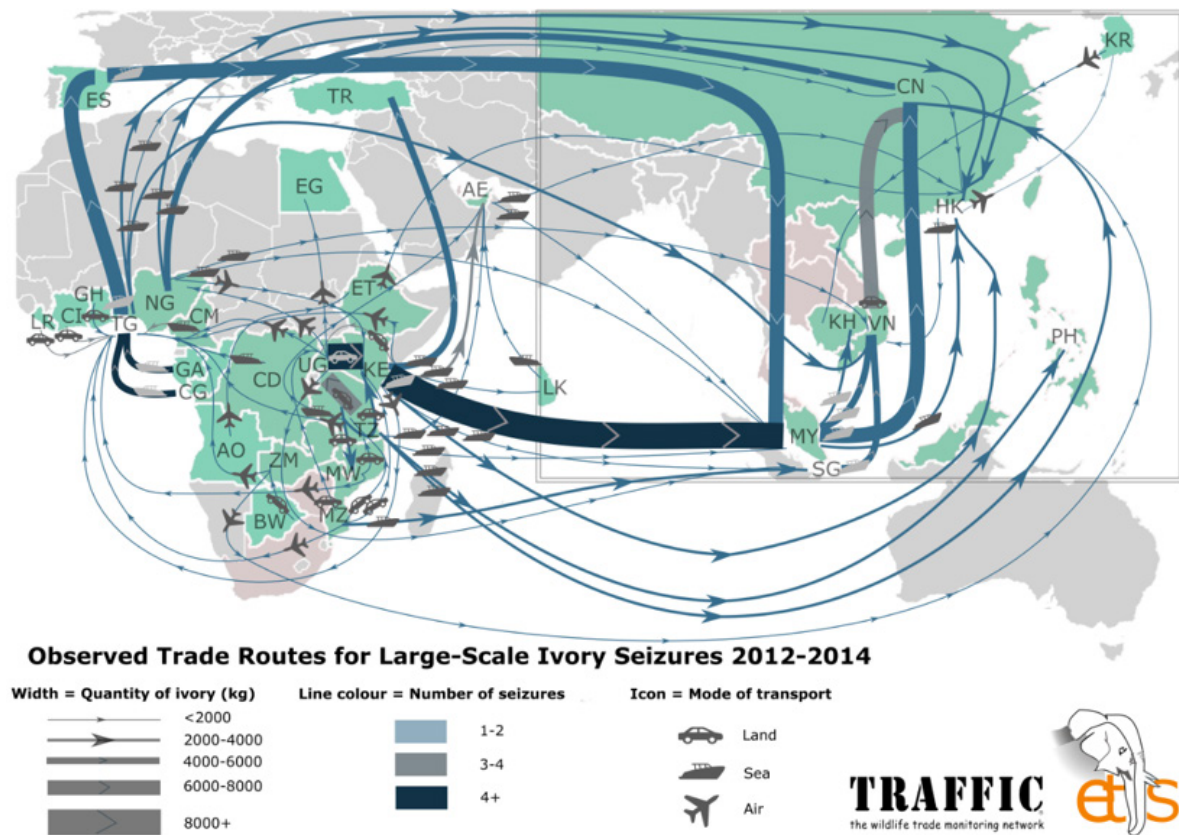 KR
ES
TR
CN
EG
AE
HK
GH
CI
NG
ET
LR
TG
CM
KH
VN
PH
UG
KE
GA
CD
CG
LK
TZ
MY
AO
ZM
MW
SG
BW
MZ
Observed Trade Routes for Large-Scale Ivory Seizures 2012-2014
Width = Quantity of ivory (kg)
<2000
2000-4000
4000-6000
6000-8000
8000+
Line colour = Number of seizures
1-2
3-4
4+
Icon = Mode of transport
Land
Sea
Air
TRAFFIC
the wildlife trade monitoring network
etis